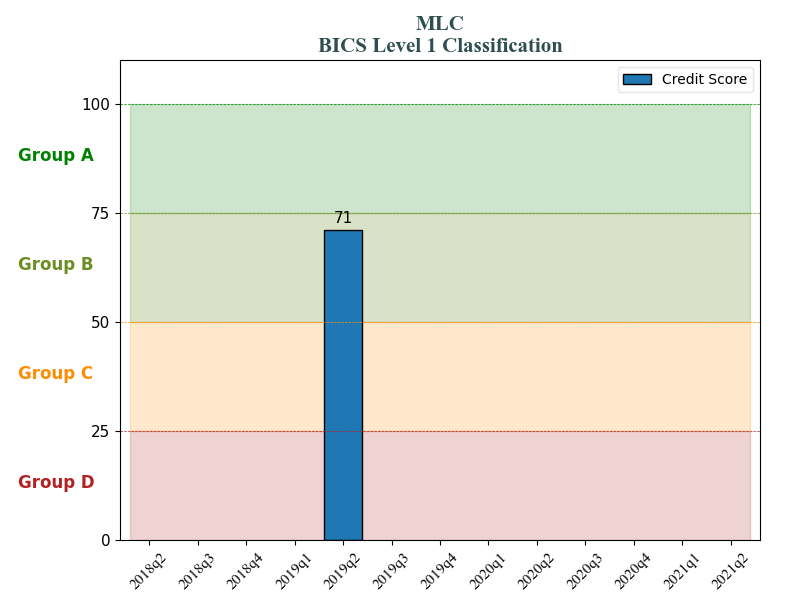 MLC
BICS Level 1 Classification
Credit Score
100
Group A
75
71
Group B
50
Group C
25
Group D
0
2018q2 2018q3 2018q4 2019q1 2019q2 2019q3 2019q4 2020q1 2020q2 2020q3 2020q4 2021q1 2021q2